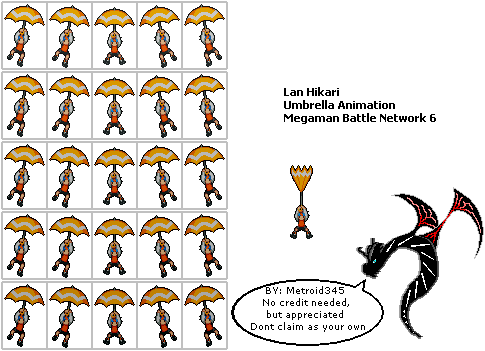 Lan Hikari
Umbrella Animation
Megaman Battle Network 6
BY: Metroid345
No credit needed,
but appreciated
Dont claim as your own